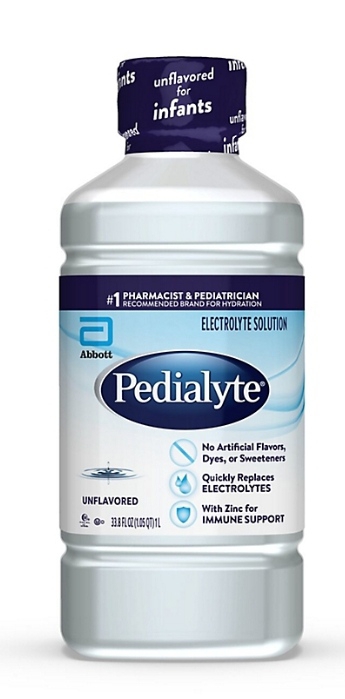 unflavored
for
infants
#1 PHARMACIST & PEDIATRICIAN
RECOMMENDED BRAND FOR HYDRATION
Abbott
ELECTROLYTE SOLUTION
Pedialyte®
No Artificial Flavors,
Dyes, or Sweeteners
Quickly Replaces
ELECTROLYTES
With Zinc for
IMMUNE SUPPORT
UNFLAVORED
33.8 FL OZ (1.05 QT) 1 L